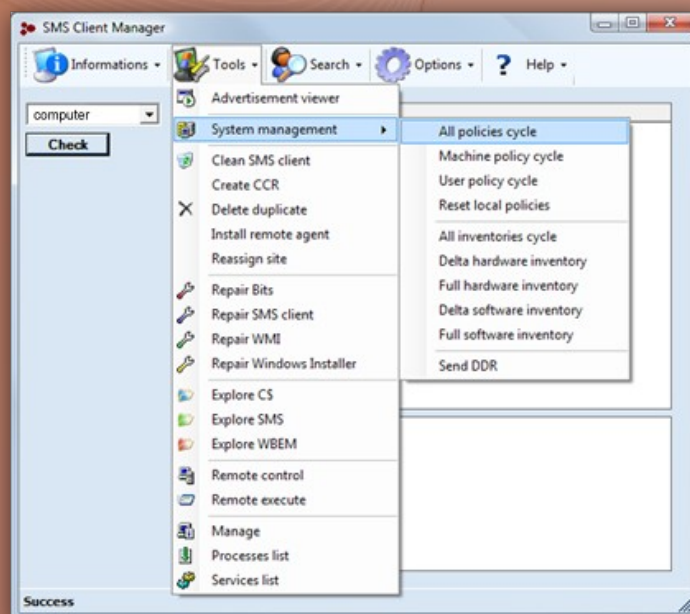 SMS Client Manager
Informations
Tools
Search
Options
? Help
computer
Check
Advertisement viewer
System management
Clean SMS client
Create CCR
Delete duplicate
Install remote agent
Reassign site
Repair Bits
Repair SMS client
Repair WMI
Repair Windows Installer
Explore C$
Explore SMS
Explore WBEM
Remote control
Remote execute
Manage
Processes list
Services list
All policies cycle
Machine policy cycle
User policy cycle
Reset local policies
All inventories cycle
Delta hardware inventory
Full hardware inventory
Delta software inventory
Full software inventory
Send DDR
Success